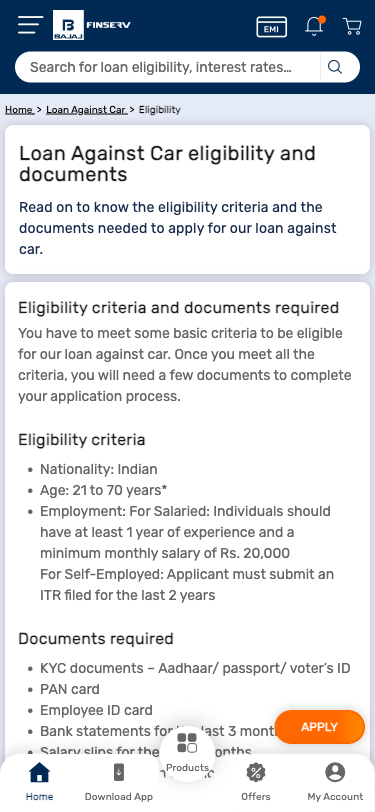 B
BAJAJ
FINSERV
EMI
Search for loan eligibility, interest rates...
Home > Loan Against Car > Eligibility
Loan Against Car eligibility and
documents
Read on to know the eligibility criteria and the
documents needed to apply for our loan against
car.
Eligibility criteria and documents required
You have to meet some basic criteria to be eligible
for our loan against car. Once you meet all the
criteria, you will need a few documents to complete
your application process.
Eligibility criteria
• Nationality: Indian
• Age: 21 to 70 years*
• Employment: For Salaried: Individuals should
have at least 1 year of experience and a
minimum monthly salary of Rs. 20,000
For Self-Employed: Applicant must submit an
ITR filed for the last 2 years
Documents required
• KYC documents – Aadhaar/ passport/ voter's ID
• PAN card
• Employee ID card
• Bank statements for last 3
APPLY
• Salary slips for the
Products
Home
Download App
Offers
My Account